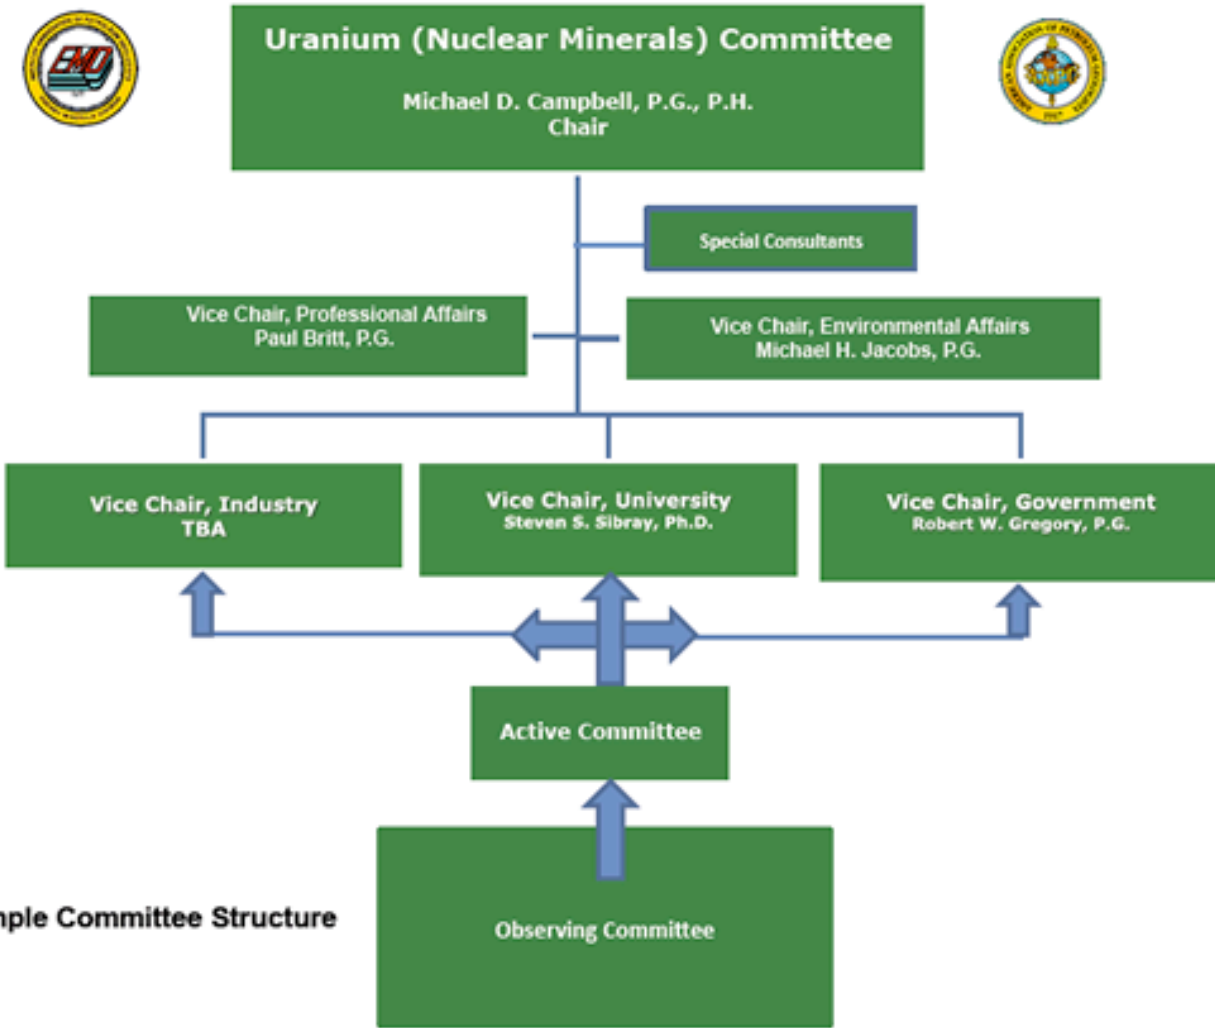 Uranium (Nuclear Minerals) Committee
Michael D. Campbell, P.G., P.H.
Chair
EMD
Special Consultants
Vice Chair, Professional Affairs
Paul Britt, P.G.
Vice Chair, Environmental Affairs
Michael H. Jacobs, P.G.
Vice Chair, Industry
TBA
Vice Chair, University
Steven S. Sibray, Ph.D.
Vice Chair, Government
Robert W. Gregory, P.G.
Active Committee
Observing Committee
Committee Structure